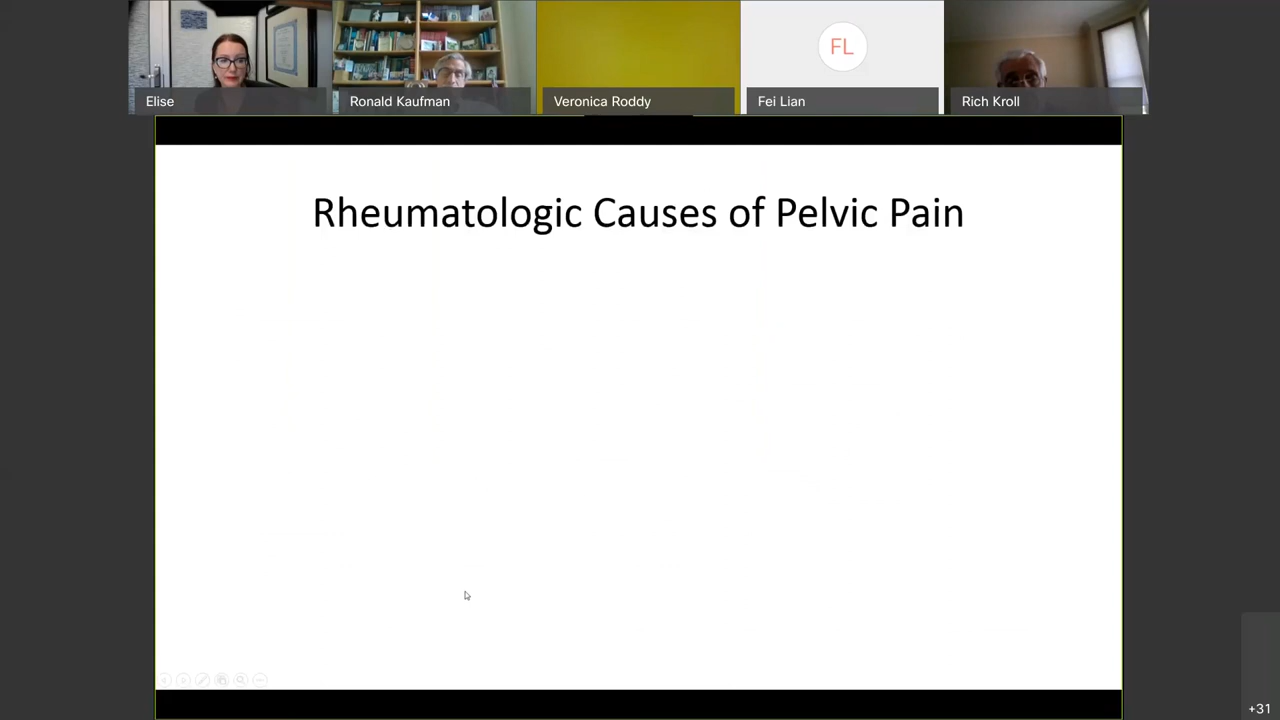 Elise
Ronald Kaufman
Veronica Roddy
FL
Fei Lian
Rich Kroll
Rheumatologic Causes of Pelvic Pain
+31